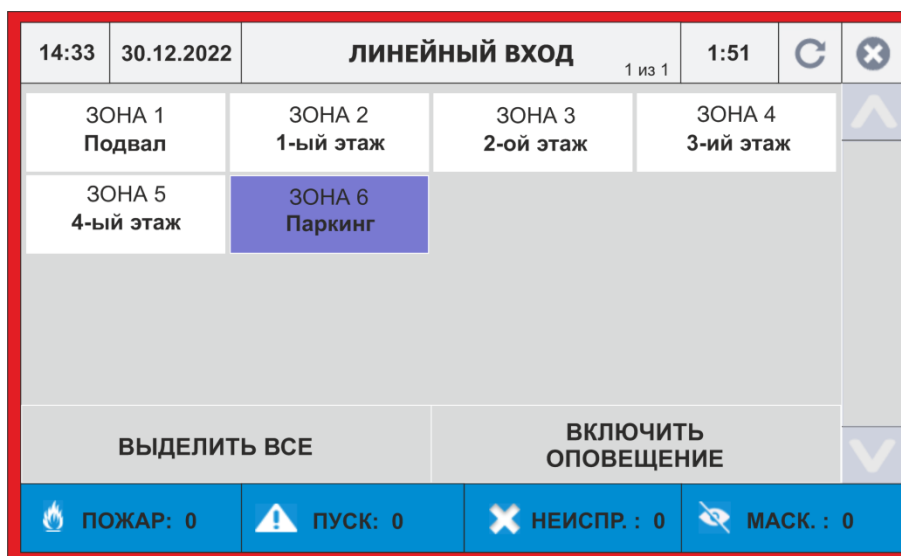 14:33 30.12.2022 ЛИНЕЙНЫЙ ВХОД 1 из 1 1:51
ЗОНА 1 ЗОНА 2 ЗОНА 3 ЗОНА 4
Подвал 1-ый этаж 2-ой этаж 3-ий этаж
ЗОНА 5 ЗОНА 6
4-ый этаж Паркинг
ВЫДЕЛИТЬ ВСЕ
ВКЛЮЧИТЬ
ОПОВЕЩЕНИЕ
ПОЖАР: 0 ПУСК: 0 НЕИСПР. : 0 МАСК. : 0